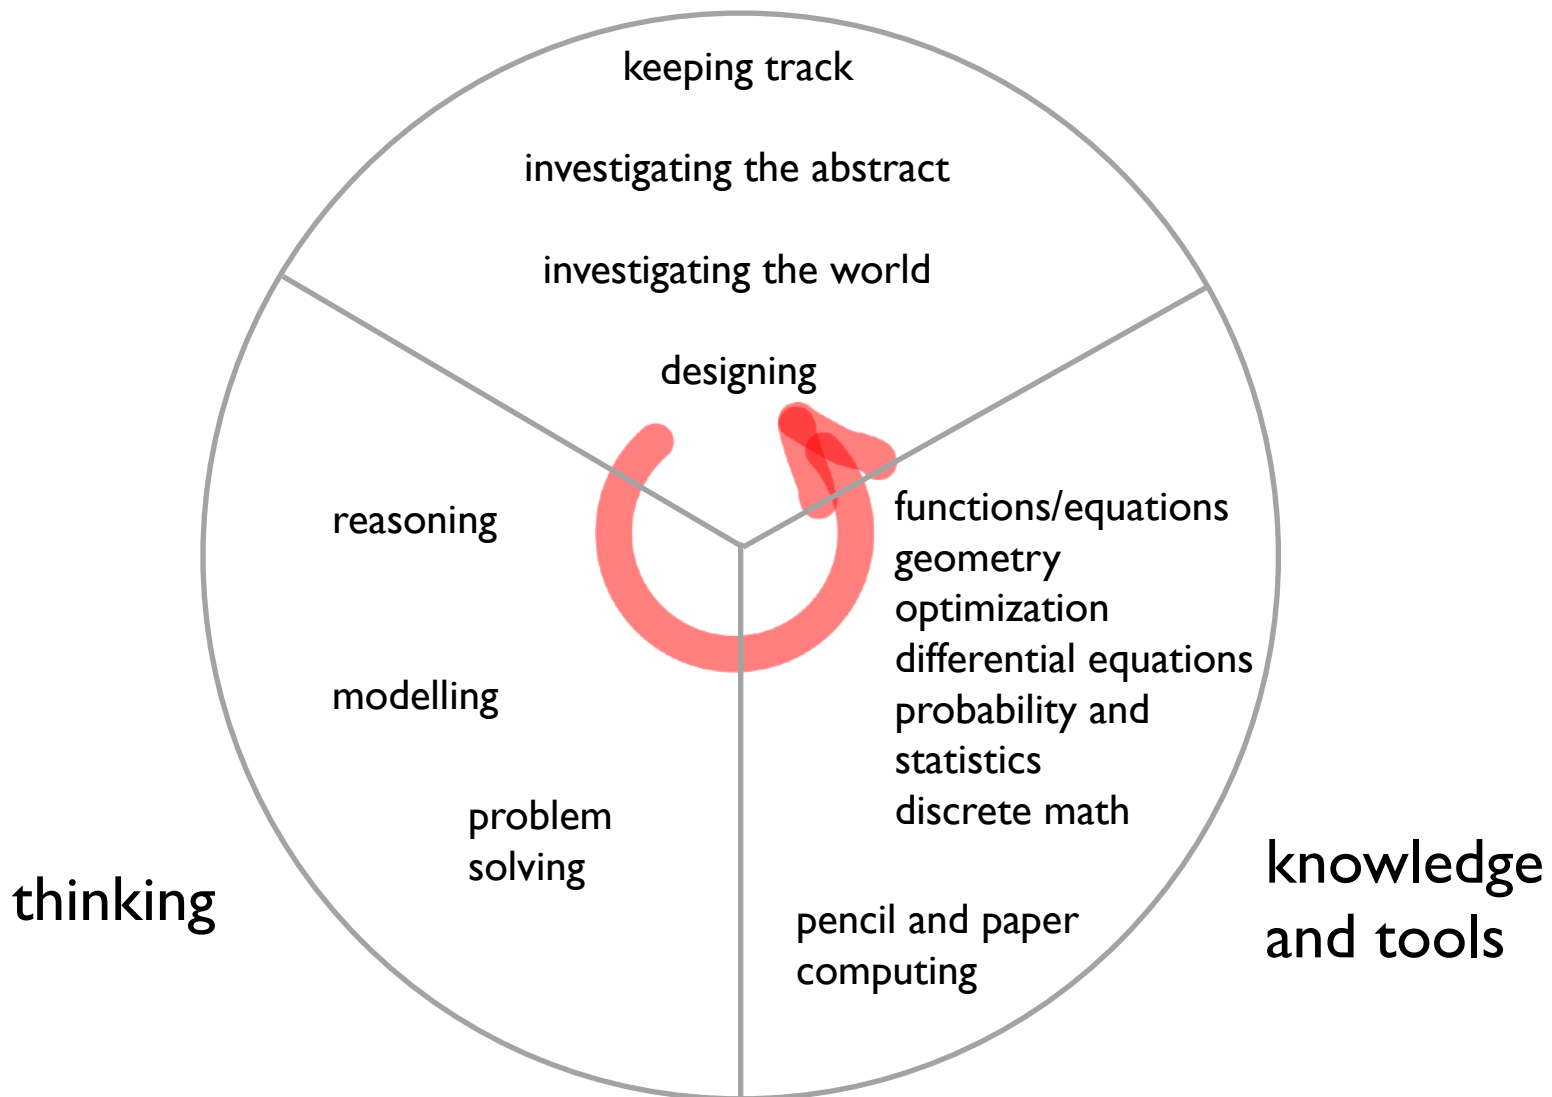 keeping track
investigating the abstract
investigating the world
designing
reasoning
modelling
problem
solving
thinking
functions/equations
geometry
optimization
differential equations
probability and
statistics
discrete math
pencil and paper
computing
knowledge
and tools